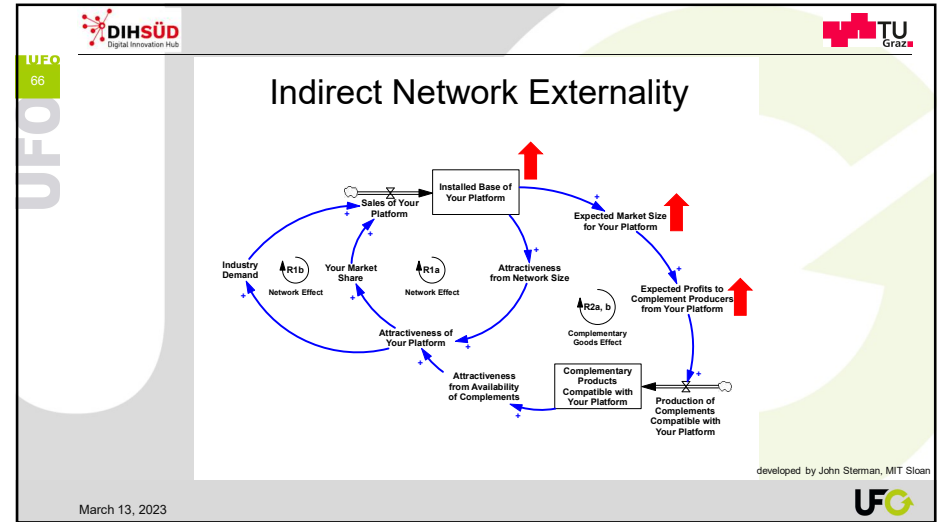 DIHSÜD
Digital Innovation Hub
TU
Graz
UFO
66
UFO
Indirect Network Externality
Installed Base of
Your Platform
Sales of Your
Platform
+
+
+
Expected Market Size
for Your Platform
+
Industry
Demand
+
R1b
Network Effect
Your Market
Share
+
R1a
Network Effect
Attractiveness
from Network Size
+
R2a, b
Complementary
Goods Effect
Expected Profits to
Complement Producers
from Your Platform
+
Attractiveness of
Your Platform
+
+
Attractiveness
from Availability
of Complements
+
Complementary
Products
Compatible with
Your Platform
+
Production of
Complements
Compatible with
Your Platform
developed by John Sterman, MIT Sloan
March 13, 2023
UFO